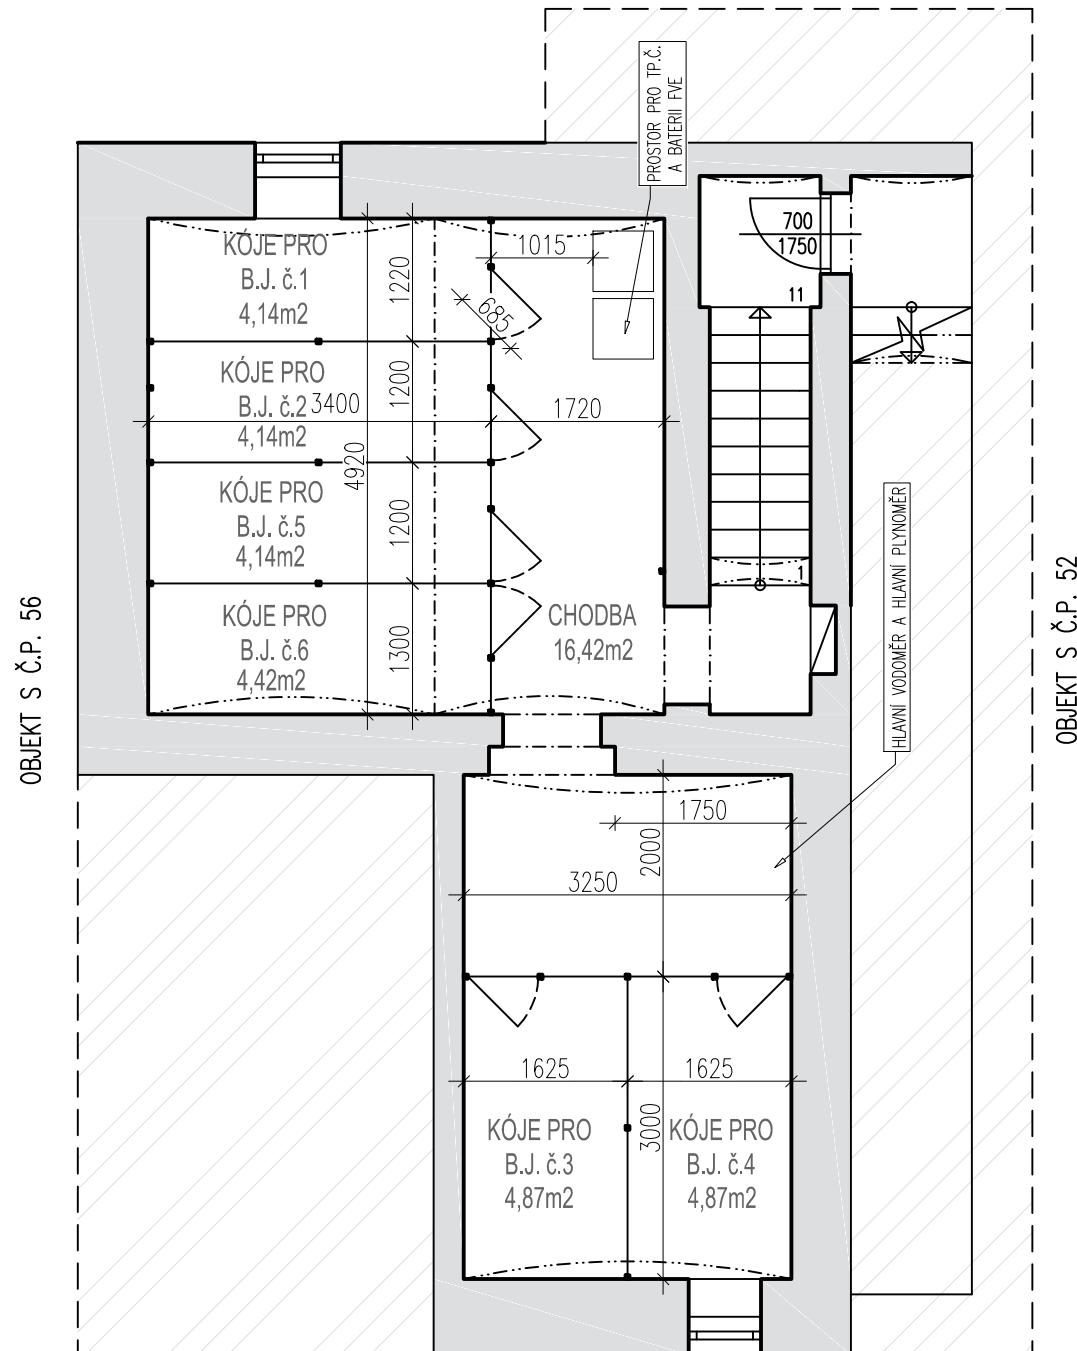 PROSTOR PRO TP.Č.
A BATERII FVE
KÓJE PRO
B.J. č.1
4,14m2
1220
1015
685
700
1750
11
KÓJE PRO
B.J. č.2
4,14m2
3400
1200
1720
4920
KÓJE PRO
B.J. č.5
4,14m2
1200
1
KÓJE PRO
B.J. č.6
4,42m2
1300
CHODBA
16,42m2
HLAVNÍ VODOMĚR A HLAVNÍ PLYNOMĚR
OBJEKT S Č.P. 56
OBJEKT S Č.P. 52
1750
2000
3250
1625
1625
3000
KÓJE PRO
B.J. č.3
4,87m2
KÓJE PRO
B.J. č.4
4,87m2